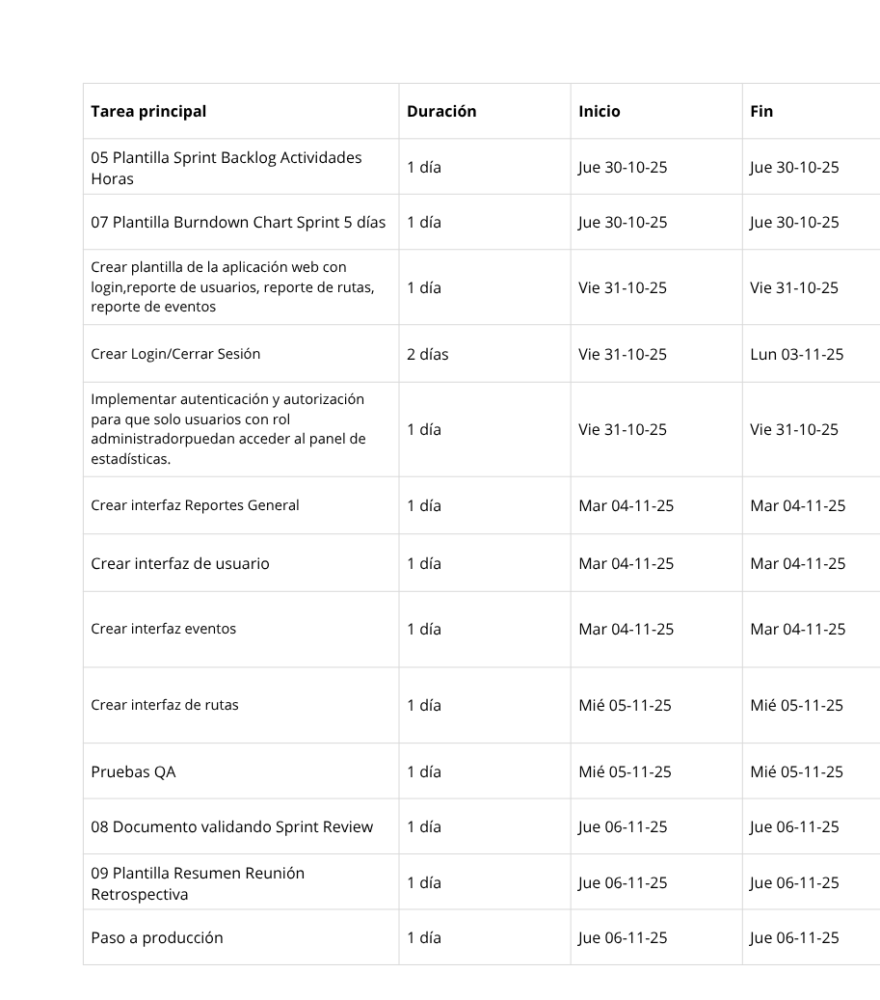 Tarea principal Duración Inicio Fin
05 Plantilla Sprint Backlog Actividades
Horas
1 día Jue 30-10-25 Jue 30-10-25
07 Plantilla Burndown Chart Sprint 5 días 1 día Jue 30-10-25 Jue 30-10-25
Crear plantilla de la aplicación web con
login,reporte de usuarios, reporte de rutas,
reporte de eventos
1 día Vie 31-10-25 Vie 31-10-25
Crear Login/Cerrar Sesión 2 días Vie 31-10-25 Lun 03-11-25
Implementar autenticación y autorización
para que solo usuarios con rol
administradorpuedan acceder al panel de
estadísticas.
1 día Vie 31-10-25 Vie 31-10-25
Crear interfaz Reportes General 1 día Mar 04-11-25 Mar 04-11-25
Crear interfaz de usuario 1 día Mar 04-11-25 Mar 04-11-25
Crear interfaz eventos 1 día Mar 04-11-25 Mar 04-11-25
Crear interfaz de rutas 1 día Mié 05-11-25 Mié 05-11-25
Pruebas QA 1 día Mié 05-11-25 Mié 05-11-25
08 Documento validando Sprint Review 1 día Jue 06-11-25 Jue 06-11-25
09 Plantilla Resumen Reunión
Retrospectiva
1 día Jue 06-11-25 Jue 06-11-25
Paso a producción 1 día Jue 06-11-25 Jue 06-11-25